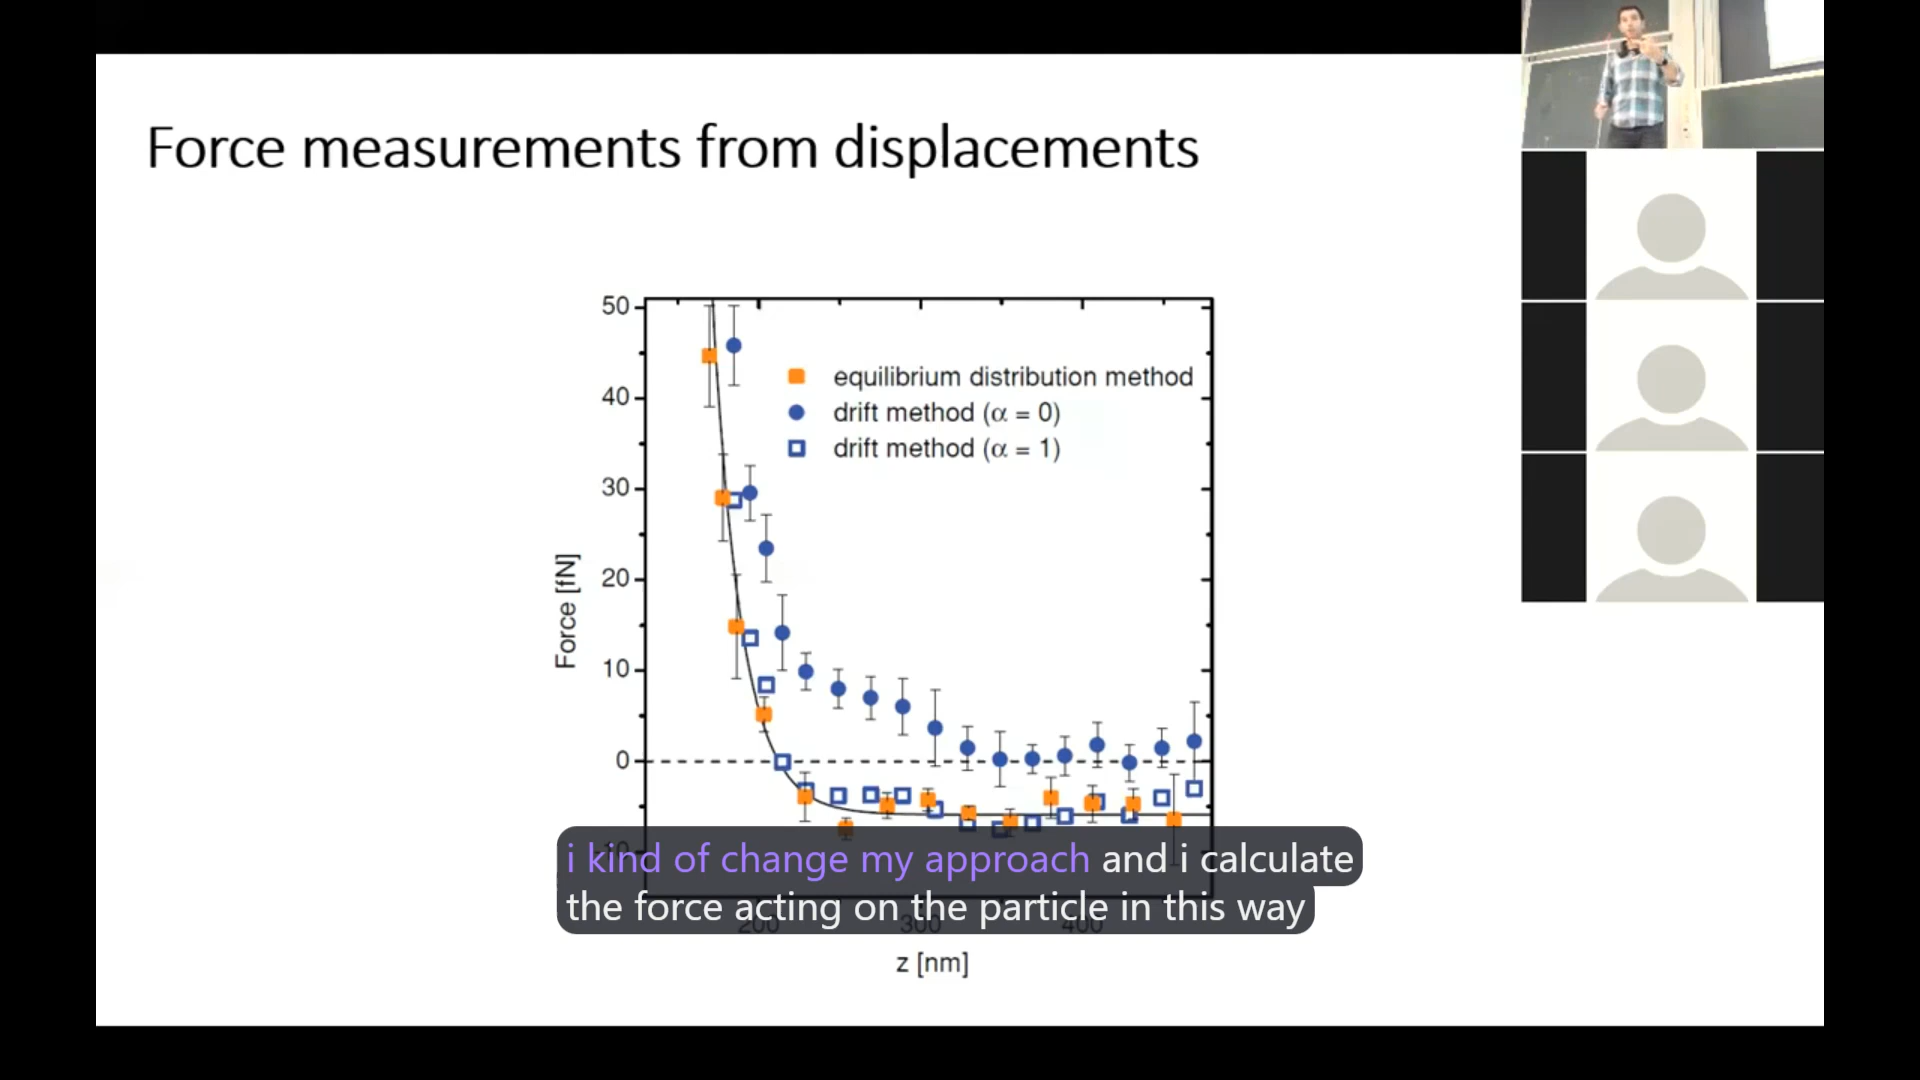 Force measurements from displacements
50
40
30
20
10
0
-10
Force [fN]
equilibrium distribution method
drift method (α = 0)
drift method (α = 1)
i kind of change my approach and i calculate
the force acting on the particle in this way
200 300 400
z [nm]